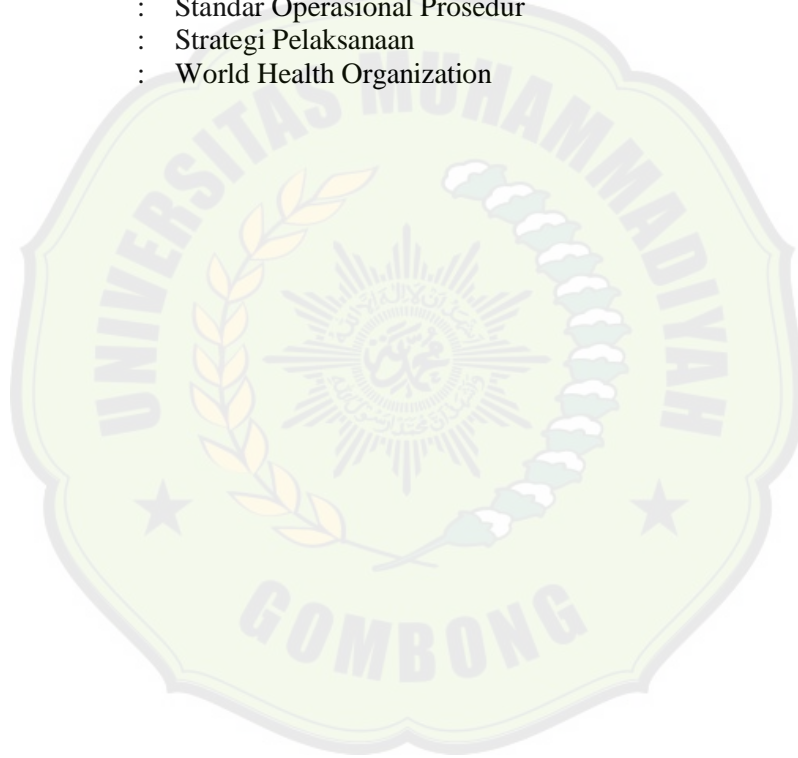 : Standar Operasional Prosedur
: Strategi Pelaksanaan
: World Health Organization
UNIVERSITAS MUHAMMADIYAH
GOMBONG